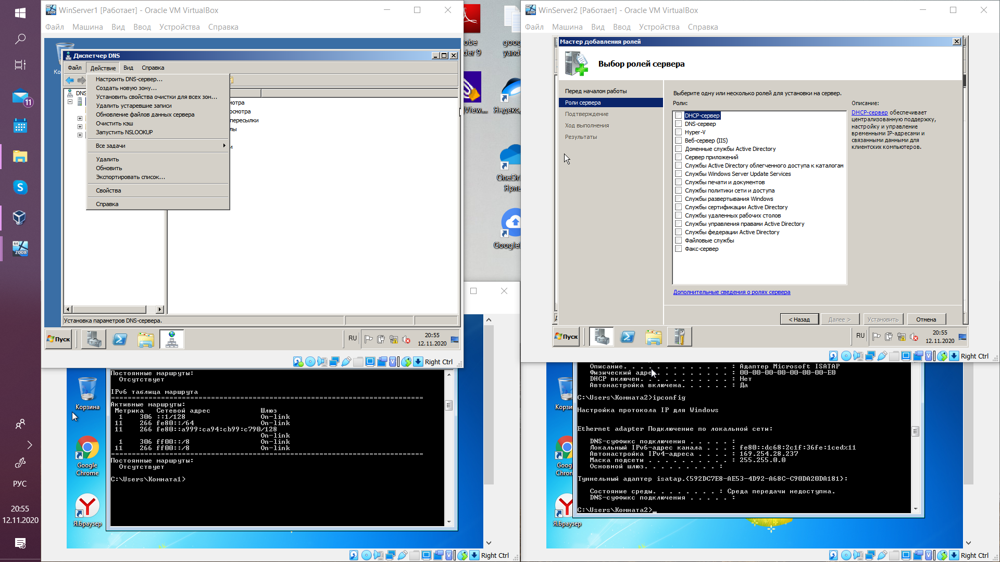 WinServer1 [Работает] - Oracle VM VirtualBox
Файл Машина Вид Ввод Устройства Справка
Диспетчер DNS
Файл Действие Вид Справка
Настроить DNS-сервер...
Создать новую зону...
Установить свойства очистки для всех зон...
Удалить устаревшие записи
Обновление файлов данных сервера
Очистить кэш
Запустить NSLOOKUP
Все задачи
Удалить
Обновить
Экспортировать список...
Свойства
Справка
DNS
мотра
осмотра
пересылки
лы
и
Установка параметров DNS-сервера.
Пуск
RU
20:55
12.11.2020
Right Ctrl
WinServer2 [Работает] - Oracle VM VirtualBox
Файл Машина Вид Ввод Устройства Справка
Мастер добавления ролей
Выбор ролей сервера
Перед началом работы
Роли сервера
Подтверждение
Ход выполнения
Результаты
Выберите одну или несколько ролей для установки на сервер.
Роли:
DHCP-сервер
DNS-сервер
Hyper-V
Веб-сервер (IIS)
Доменные службы Active Directory
Сервер приложений
Службы Active Directory облегченного доступа к каталогам
Службы Windows Server Update Services
Службы печати и документов
Службы политики сети и доступа
Службы развертывания Windows
Службы сертификации Active Directory
Службы удаленных рабочих столов
Службы управления правами Active Directory
Службы федерации Active Directory
Файловые службы
Факс-сервер
Описание:
DHCP-сервер обеспечивает
централизованную поддержку,
настройку и управление
временными IP-адресами и
связанными данными для
клиентских компьютеров.
Дополнительные сведения о ролях сервера
< Назад Далее > Установить Отмена
Пуск
RU
20:55
12.11.2020
Right Ctrl
obe
der 9
goo
yand
View....
Яндекс.
OneDri
Ярлы
Google
11
64
2008
РУС
20:55
12.11.2020
Корзина
Google
Chrome
Я.Браузер
Постоянные маршруты:
Отсутствует
IPv6 таблица маршрута
===========================================================================
Активные маршруты:
Метрика Сетевой адрес Шлюз
1 306 ::1/128 On-link
11 266 fe80::/64 On-link
11 266 fe80::a999:ca94:cb99:c790/128
On-link
1 306 ff00::/8 On-link
11 266 ff00::/8 On-link
===========================================================================
Постоянные маршруты:
Отсутствует
C:\Users\Комната1>
Right Ctrl
Корзи
Goog
Chron
Я.Браузер
Описание. . . . . . . . . . . . . : Адаптер Microsoft ISATAP
Физический адре. . . . . . . . . : 00-00-00-00-00-00-00-E0
DHCP включен. . . . . . . . . . . : Нет
Автонастройка включена. . . . . . : Да
C:\Users\Комната2>ipconfig
Настройка протокола IP для Windows
Ethernet adapter Подключение по локальной сети:
DNS-суффикс подключения . . . . . :
Локальный IPv6-адрес канала . . . : fe80::dc68:2c1f:36fe:1ced%11
Автонастройка IPv4-адреса . . . . : 169.254.28.237
Маска подсети . . . . . . . . . . : 255.255.0.0
Основной шлюз. . . . . . . . . :
Туннельный адаптер isatap.{592DC7E8-AE53-4D92-A68C-C90DA20DA181}:
Состояние среды. . . . . . . . : Среда передачи недоступна.
DNS-суффикс подключения . . . . . :
C:\Users\Комната2>
Right Ctrl